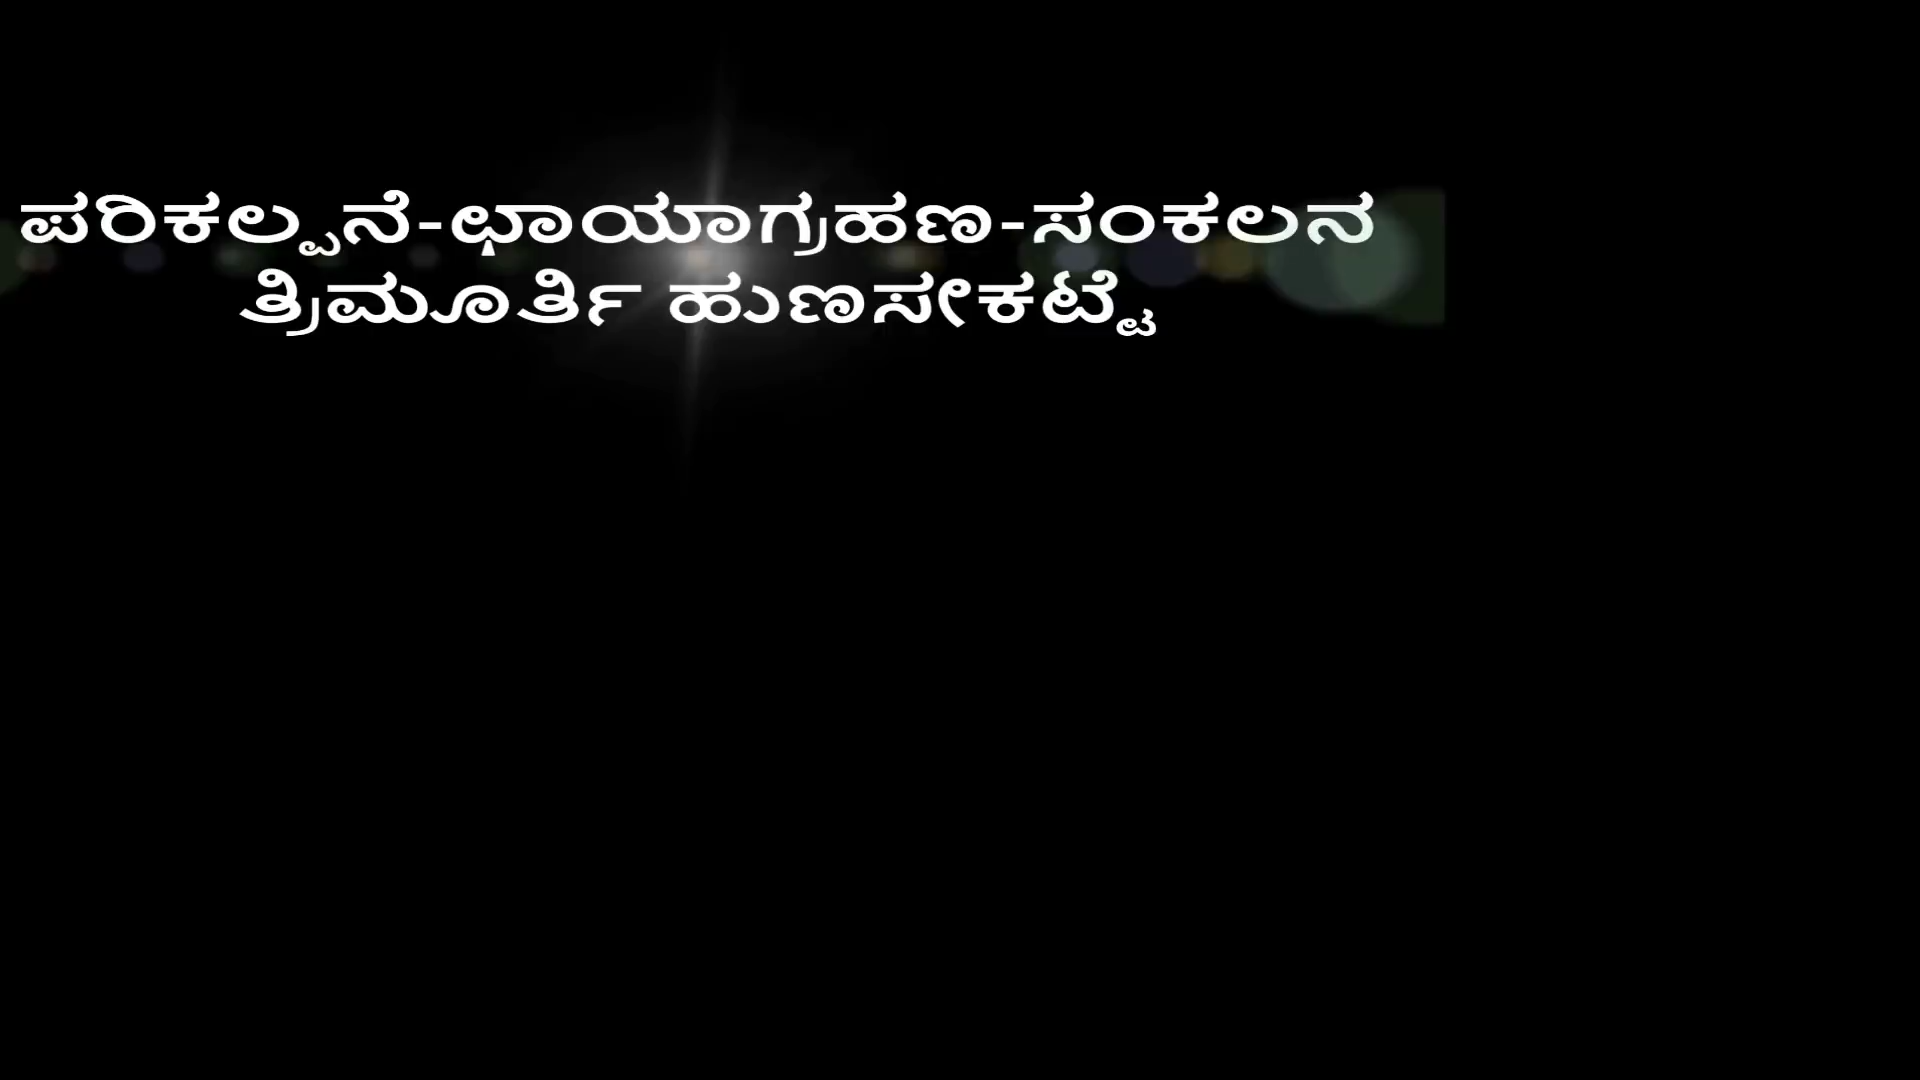 ಪರಿಕಲ್ಪನೆ-ಛಾಯಾಗ್ರಹಣ-ಸಂಕಲನ
ತ್ರಿಮೂರ್ತಿ ಹುಣಸೇಕಟ್ಟೆ